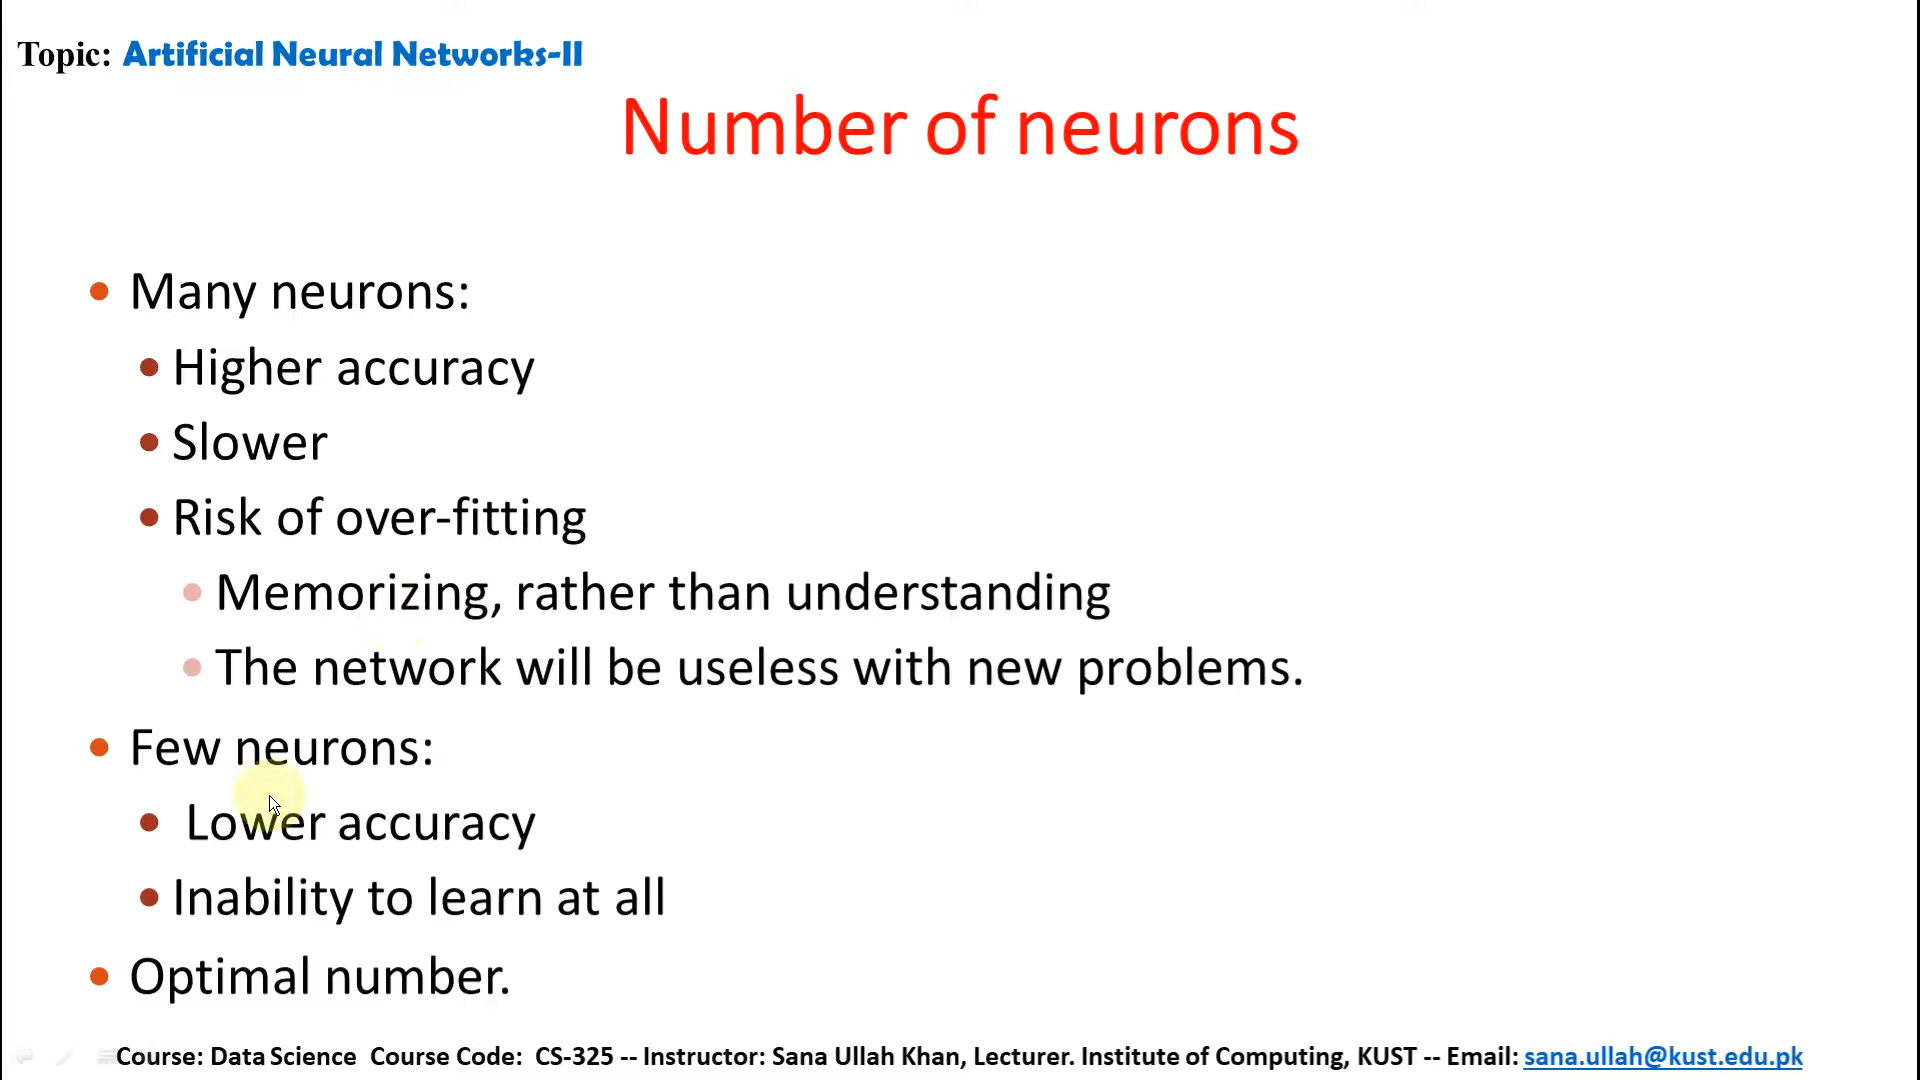 Topic: Artificial Neural Networks-II
Number of neurons
Many neurons:
Higher accuracy
Slower
Risk of over-fitting
Memorizing, rather than understanding
The network will be useless with new problems.
Few neurons:
Lower accuracy
Inability to learn at all
Optimal number.
Course: Data Science  Course Code:  CS-325 -- Instructor: Sana Ullah Khan, Lecturer. Institute of Computing, KUST -- Email: sana.ullah@kust.edu.pk